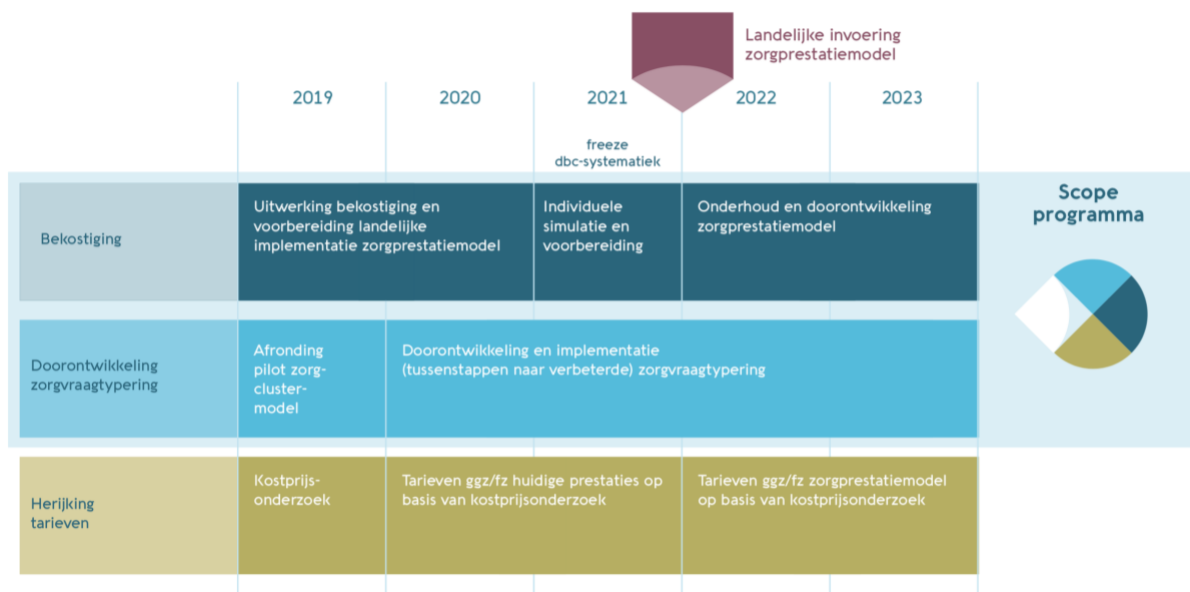 Landelijke invoering
zorgprestatiemodel
2019
2020
2021
2022
2023
freeze
dbc-systematiek
Scope
programma
Bekostiging
Uitwerking bekostiging en
voorbereiding landelijke
implementatie zorgprestatiemodel
Individuele
simulatie en
voorbereiding
Onderhoud en doorontwikkeling
zorgprestatiemodel
Doorontwikkeling
zorgvraagtypering
Afronding
pilot zorg-
cluster-
model
Doorontwikkeling en implementatie
(tussenstappen naar verbeterde) zorgvraagtypering
Herijking
tarieven
Kostprijs-
onderzoek
Tarieven ggz/fz huidige prestaties op
basis van kostprijsonderzoek
Tarieven ggz/fz zorgprestatiemodel
op basis van kostprijsonderzoek